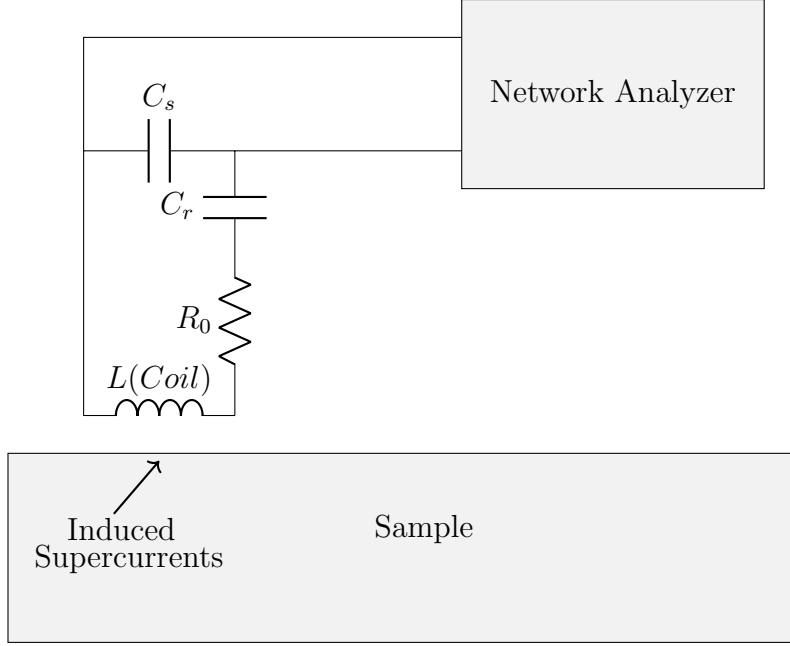 Network Analyzer
C_s
C_r
R_0
L(Coil)
Induced
Supercurrents
Sample